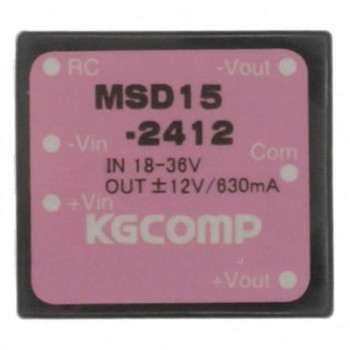 RC
-Vout
MSD15
-2412
-Vin
Com
IN 18-36V
OUT ±12V/630mA
+Vin
KGCOMP
+Vout